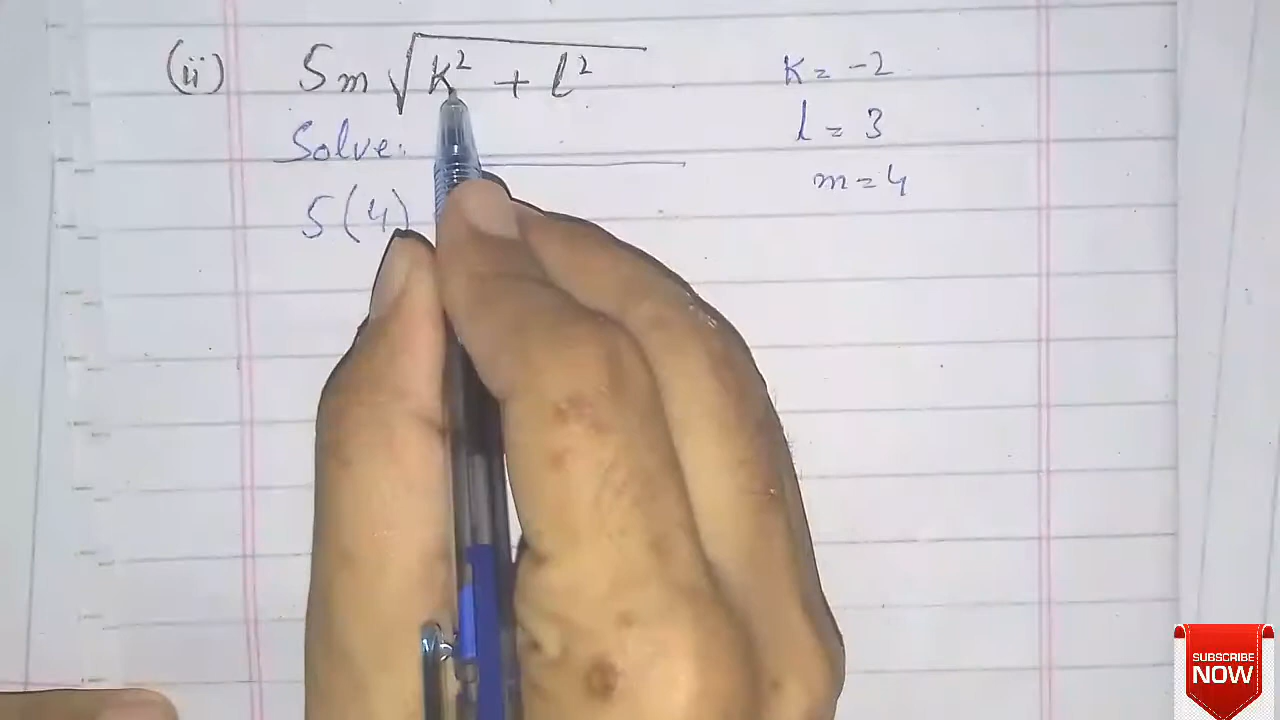 (ii) 5m √k² + l² k = -2
Solve: l = 3
5(4) m = 4
SUBSCRIBE
NOW